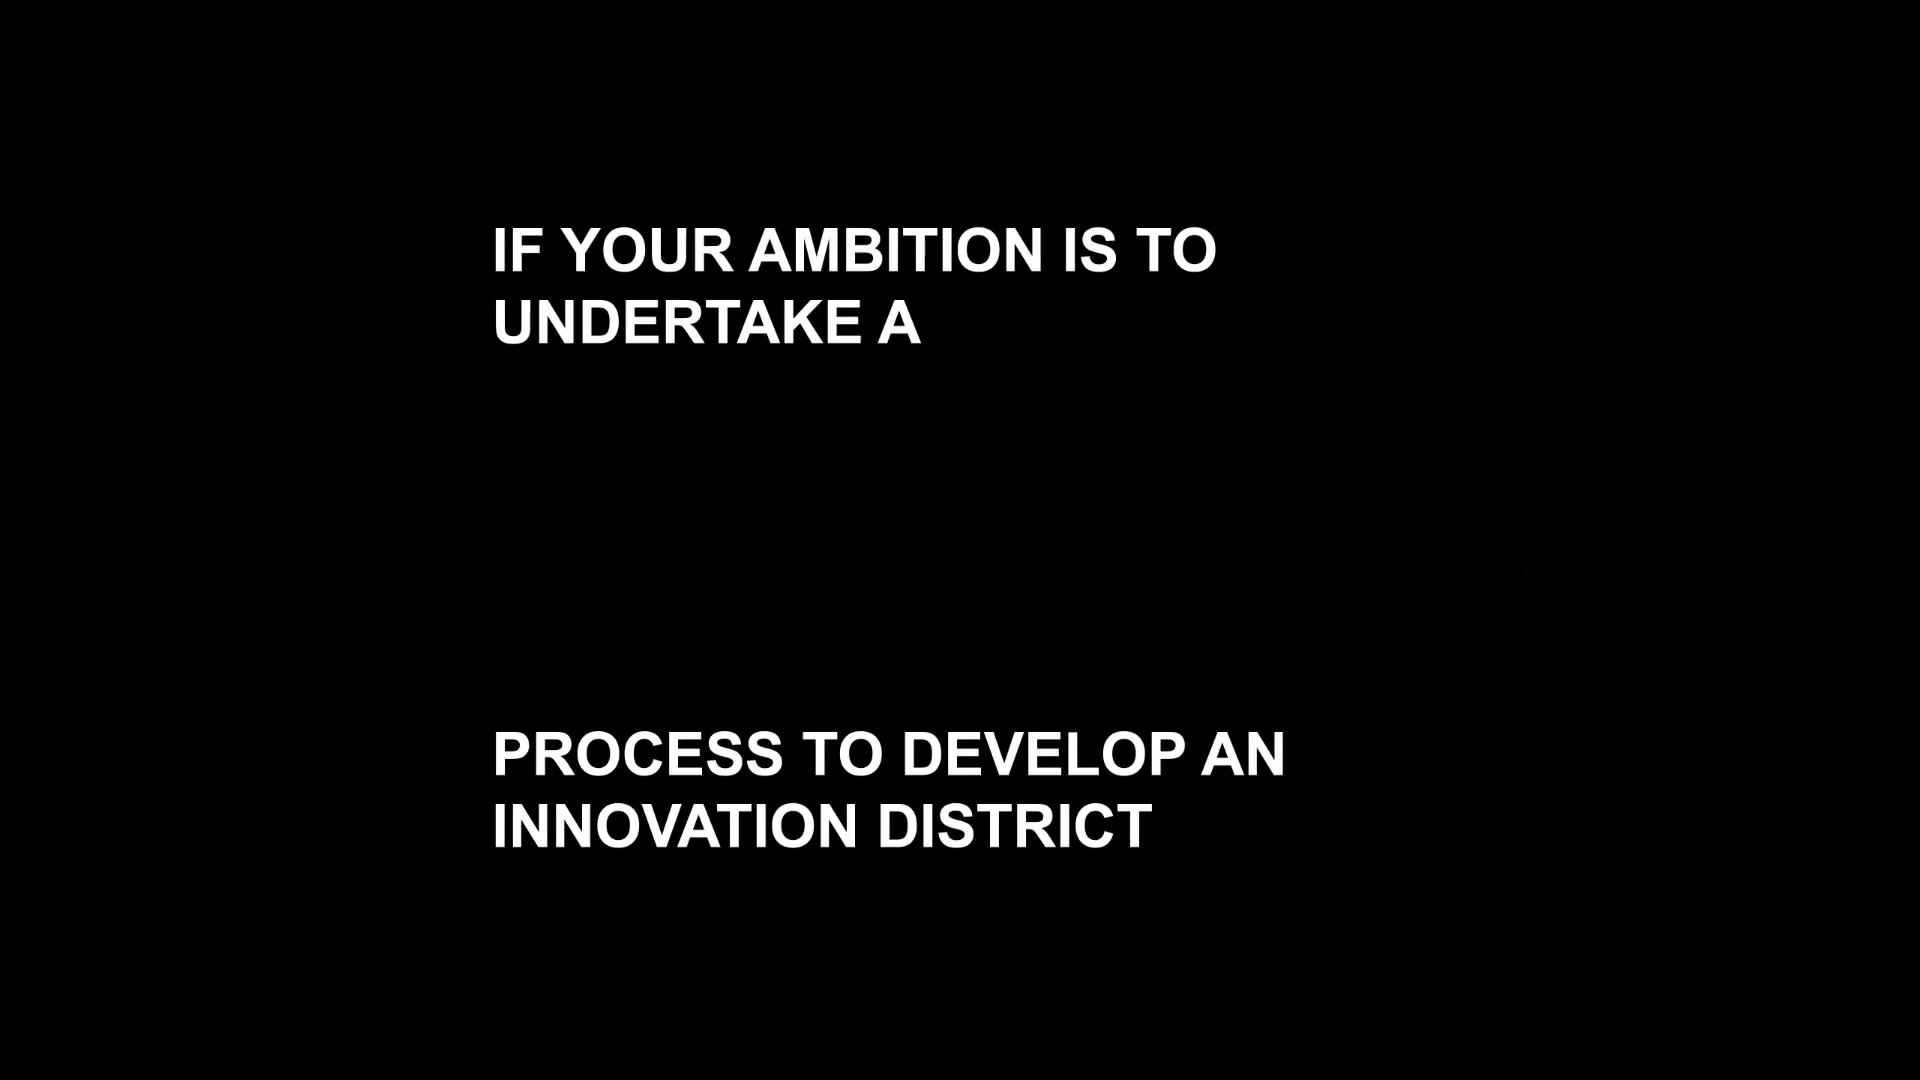 IF YOUR AMBITION IS TO
UNDERTAKE A
PROCESS TO DEVELOP AN
INNOVATION DISTRICT